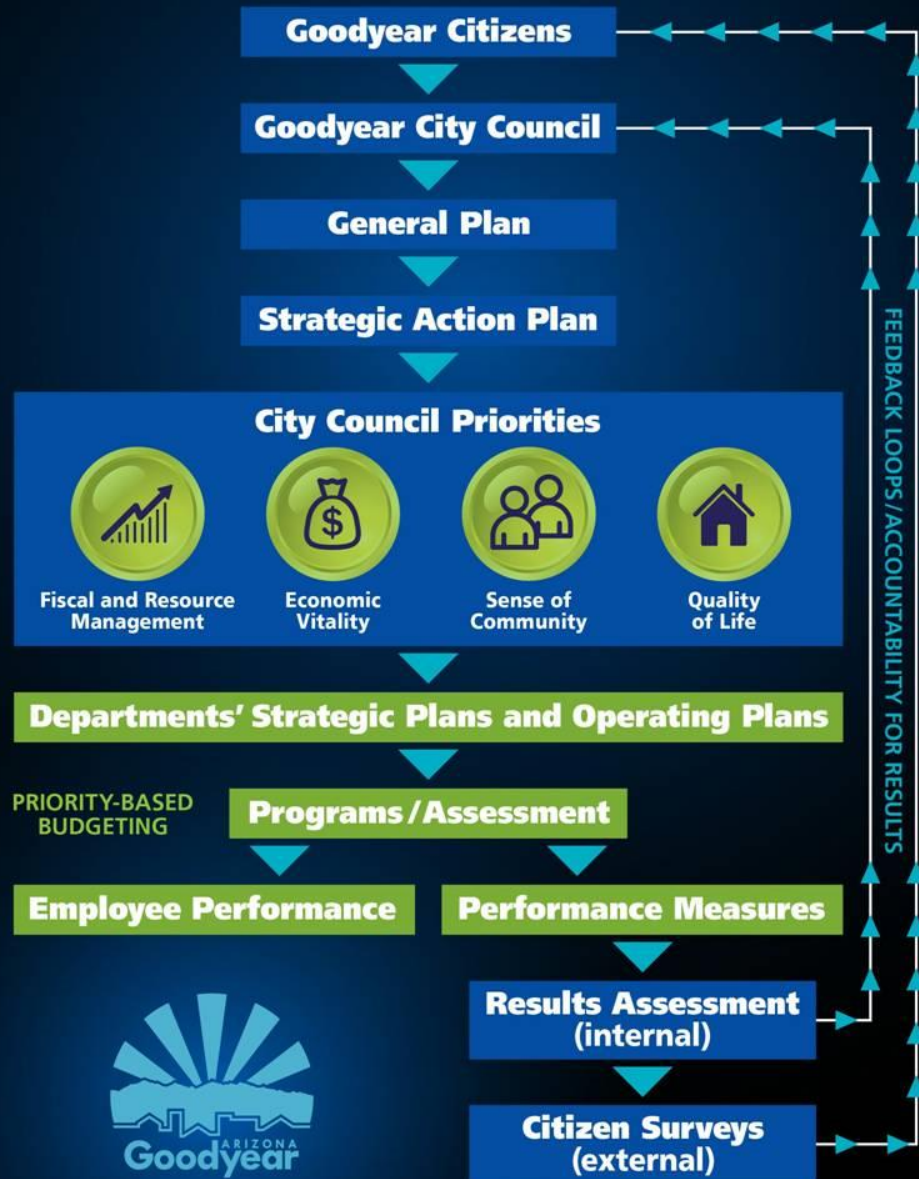 Goodyear Citizens
Goodyear City Council
General Plan
Strategic Action Plan
City Council Priorities
$
Fiscal and Resource
Management
Economic
Vitality
Sense of
Community
Quality
of Life
Departments' Strategic Plans and Operating Plans
PRIORITY-BASED
BUDGETING
Programs/Assessment
Employee Performance
Performance Measures
Results Assessment
(internal)
Citizen Surveys
(external)
FEEDBACK LOOPS/ACCOUNTABILITY FOR RESULTS
ARIZONA
Goodyear